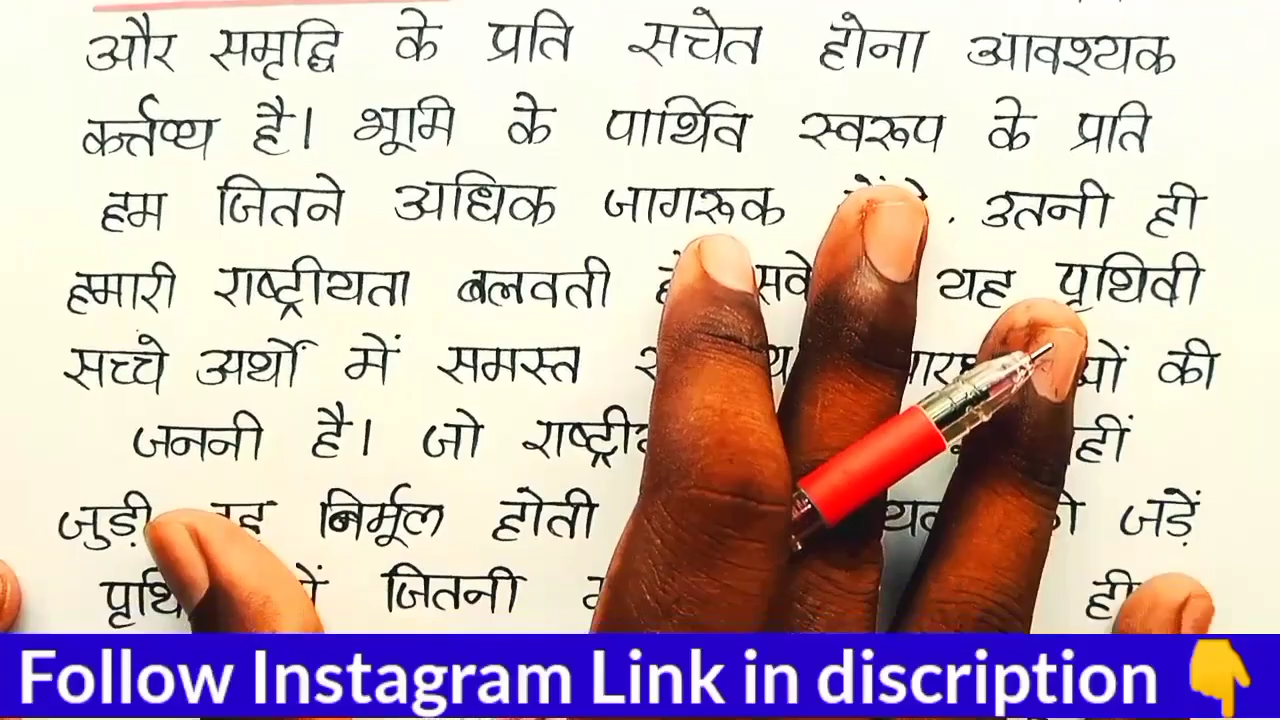 और समृद्धि के प्रति सचेत होना आवश्यक
कर्त्तव्य है। भूमि के पार्थिव स्वरूप के प्रति
हम जितने अधिक जागरूक उतनी ही
हमारी राष्ट्रीयता बलवती यह पृथिवी
सच्चे अर्थों में समस्त की
जननी है। जो
जुड़ी निर्मूल होती जड़ें
जितनी ही
Follow Instagram Link in discription 👇